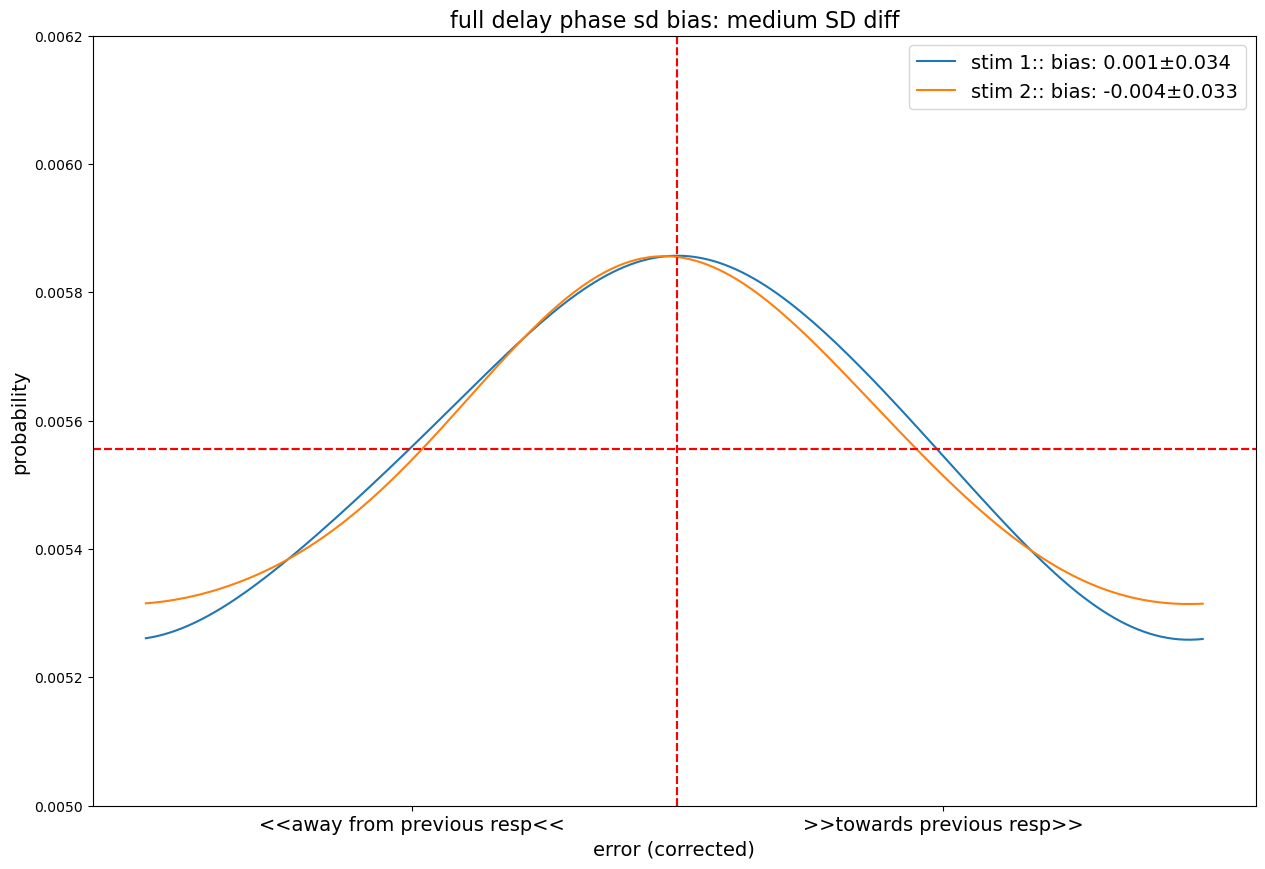 full delay phase sd bias: medium SD diff
stim 1:: bias: 0.001±0.034
stim 2:: bias: -0.004±0.033
0.0062
0.0060
0.0058
0.0056
0.0054
0.0052
0.0050
probability
<<away from previous resp<<
>>towards previous resp>>
error (corrected)